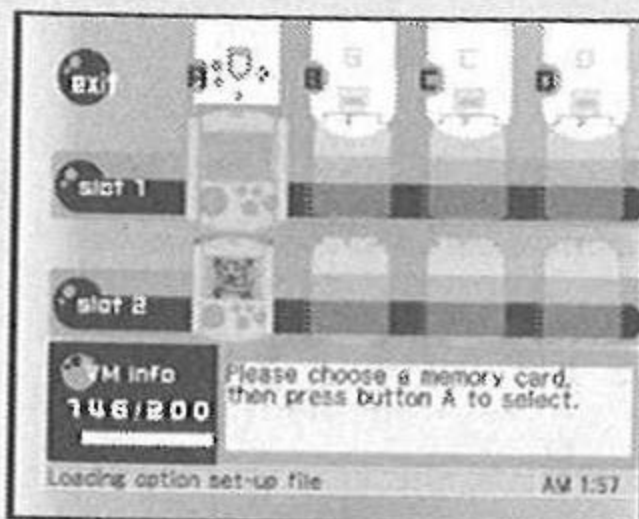 exit
A B C D
slot 1
slot 2
VM info
146/200
Please choose a memory card,
then press button A to select.
Loading option set-up file
AM 1:57